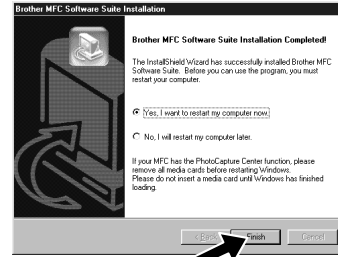 Brother MFC Software Suite Installation
Brother MFC Software Suite Installation Completed!
The InstallShield Wizard has successfully installed Brother MFC
Software Suite. Before you can use the program, you must
restart your computer.
Yes, I want to restart my computer now.
No, I will restart my computer later.
If your MFC has the PhotoCapture Center function, please
remove all media cards before restarting Windows.
Please do not insert a media card until Windows has finished
loading.
< Back Finish Cancel